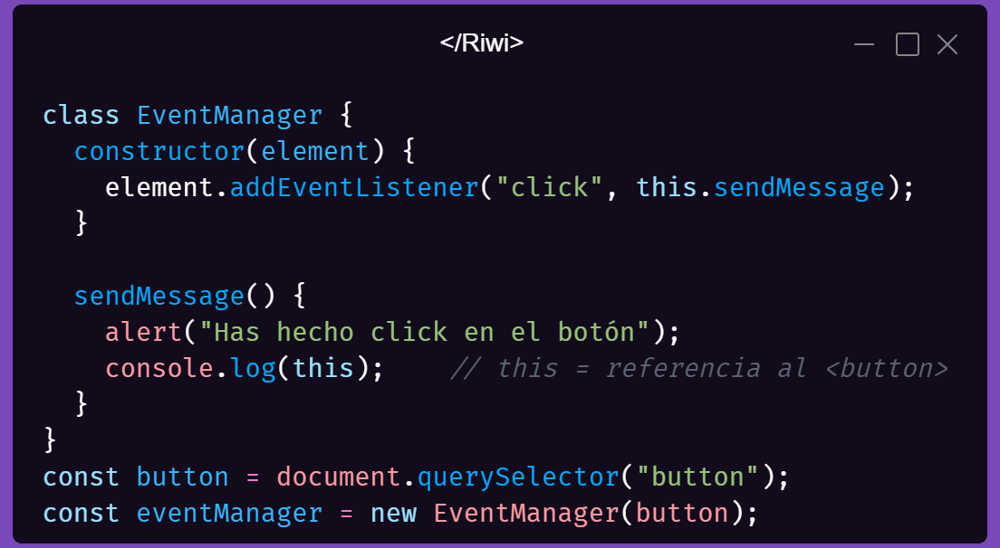 </Riwi>
class EventManager {
  constructor(element) {
    element.addEventListener("click", this.sendMessage);
  }

  sendMessage() {
    alert("Has hecho click en el botón");
    console.log(this);    // this = referencia al <button>
  }
}
const button = document.querySelector("button");
const eventManager = new EventManager(button);